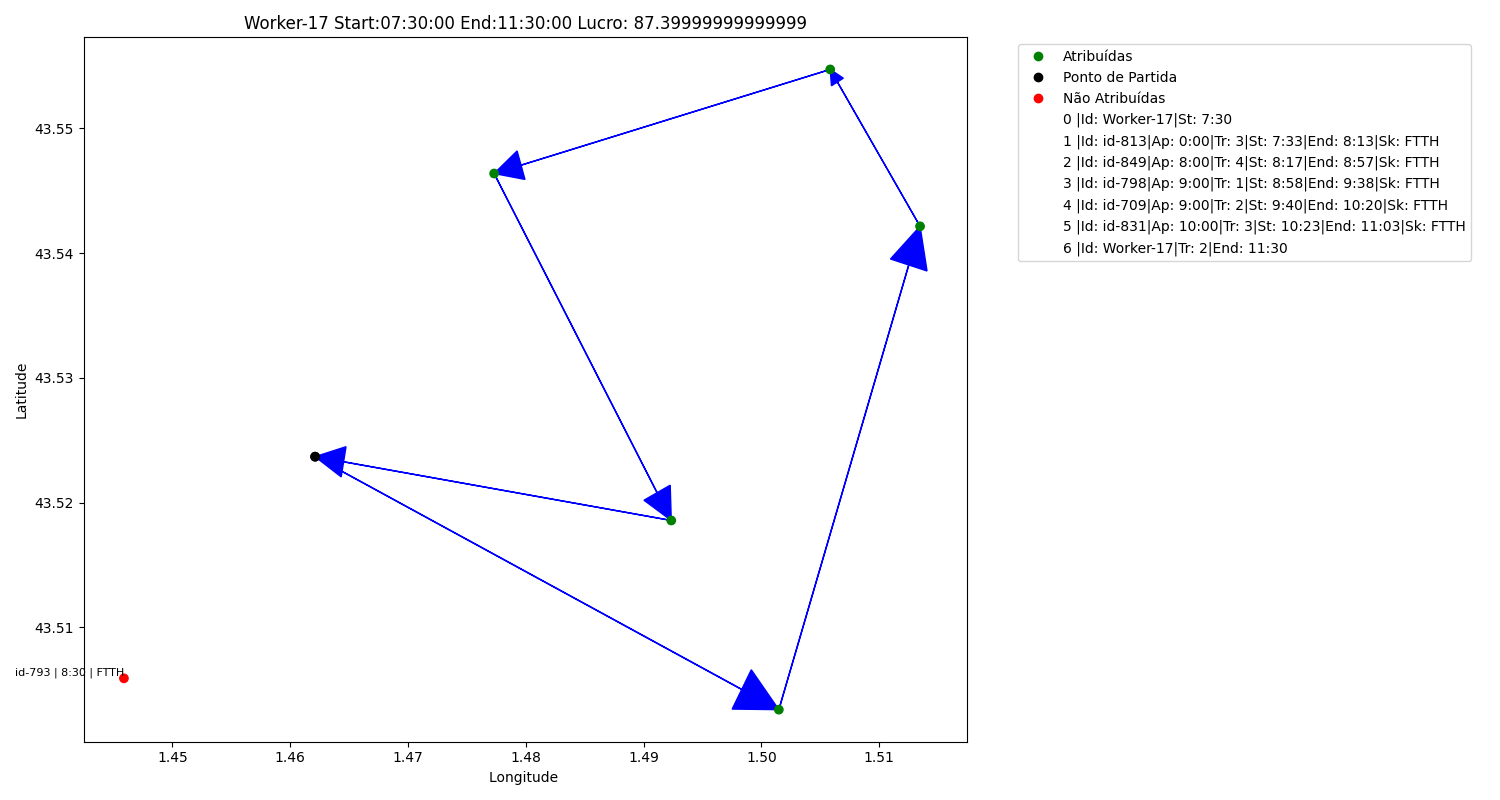 Worker-17 Start:07:30:00 End:11:30:00 Lucro: 87.39999999999999
Atribuídas
Ponto de Partida
Não Atribuídas
0 |Id: Worker-17|St: 7:30
1 |Id: id-813|Ap: 0:00|Tr: 3|St: 7:33|End: 8:13|Sk: FTTH
2 |Id: id-849|Ap: 8:00|Tr: 4|St: 8:17|End: 8:57|Sk: FTTH
3 |Id: id-798|Ap: 9:00|Tr: 1|St: 8:58|End: 9:38|Sk: FTTH
4 |Id: id-709|Ap: 9:00|Tr: 2|St: 9:40|End: 10:20|Sk: FTTH
5 |Id: id-831|Ap: 10:00|Tr: 3|St: 10:23|End: 11:03|Sk: FTTH
6 |Id: Worker-17|Tr: 2|End: 11:30
43.55
43.54
43.53
43.52
43.51
Latitude
id-793 | 8:30 | FTTH
1.45
1.46
1.47
1.48
1.49
1.50
1.51
Longitude